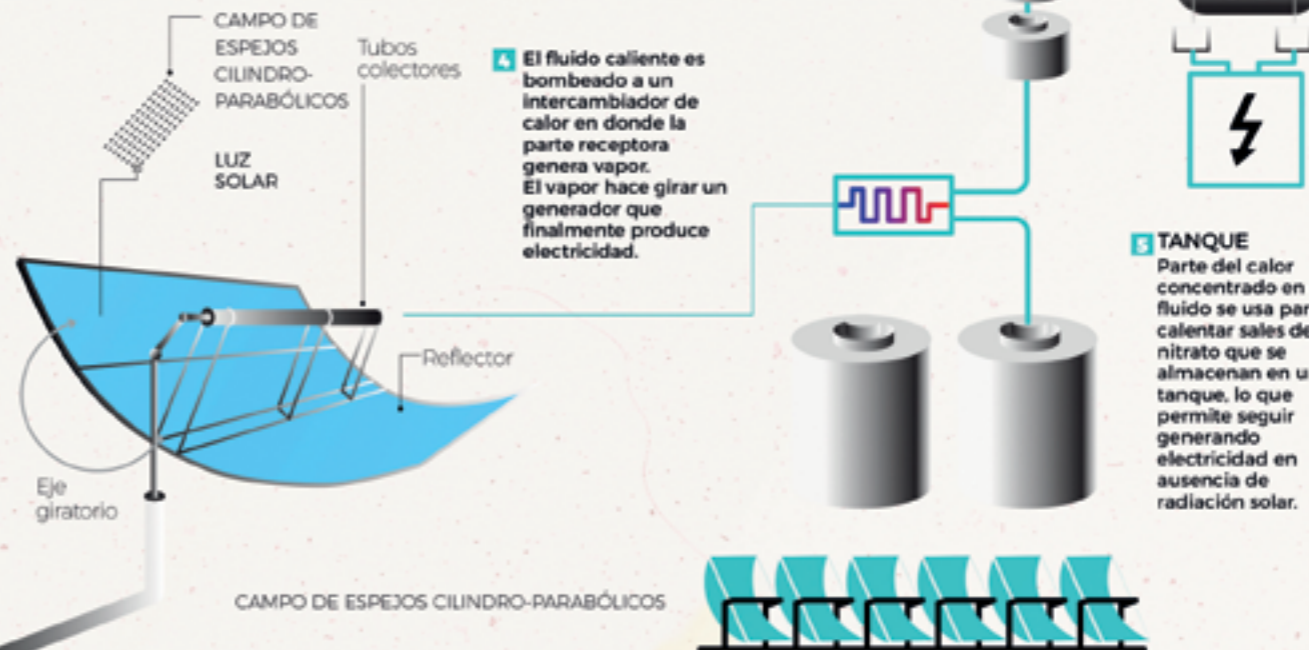 CAMPO DE
ESPEJOS
CILINDRO-
PARABÓLICOS
LUZ
SOLAR
Tubos
colectores
4 El fluido caliente es
bombeado a un
intercambiador de
calor en donde la
parte receptora
genera vapor.
El vapor hace girar un
generador que
finalmente produce
electricidad.
Reflector
Eje
giratorio
5 TANQUE
Parte del calor
concentrado en
fluido se usa par
calentar sales de
nitrato que se
almacenan en u
tanque, lo que
permite seguir
generando
electricidad en
ausencia de
radiación solar.
CAMPO DE ESPEJOS CILINDRO-PARABÓLICOS